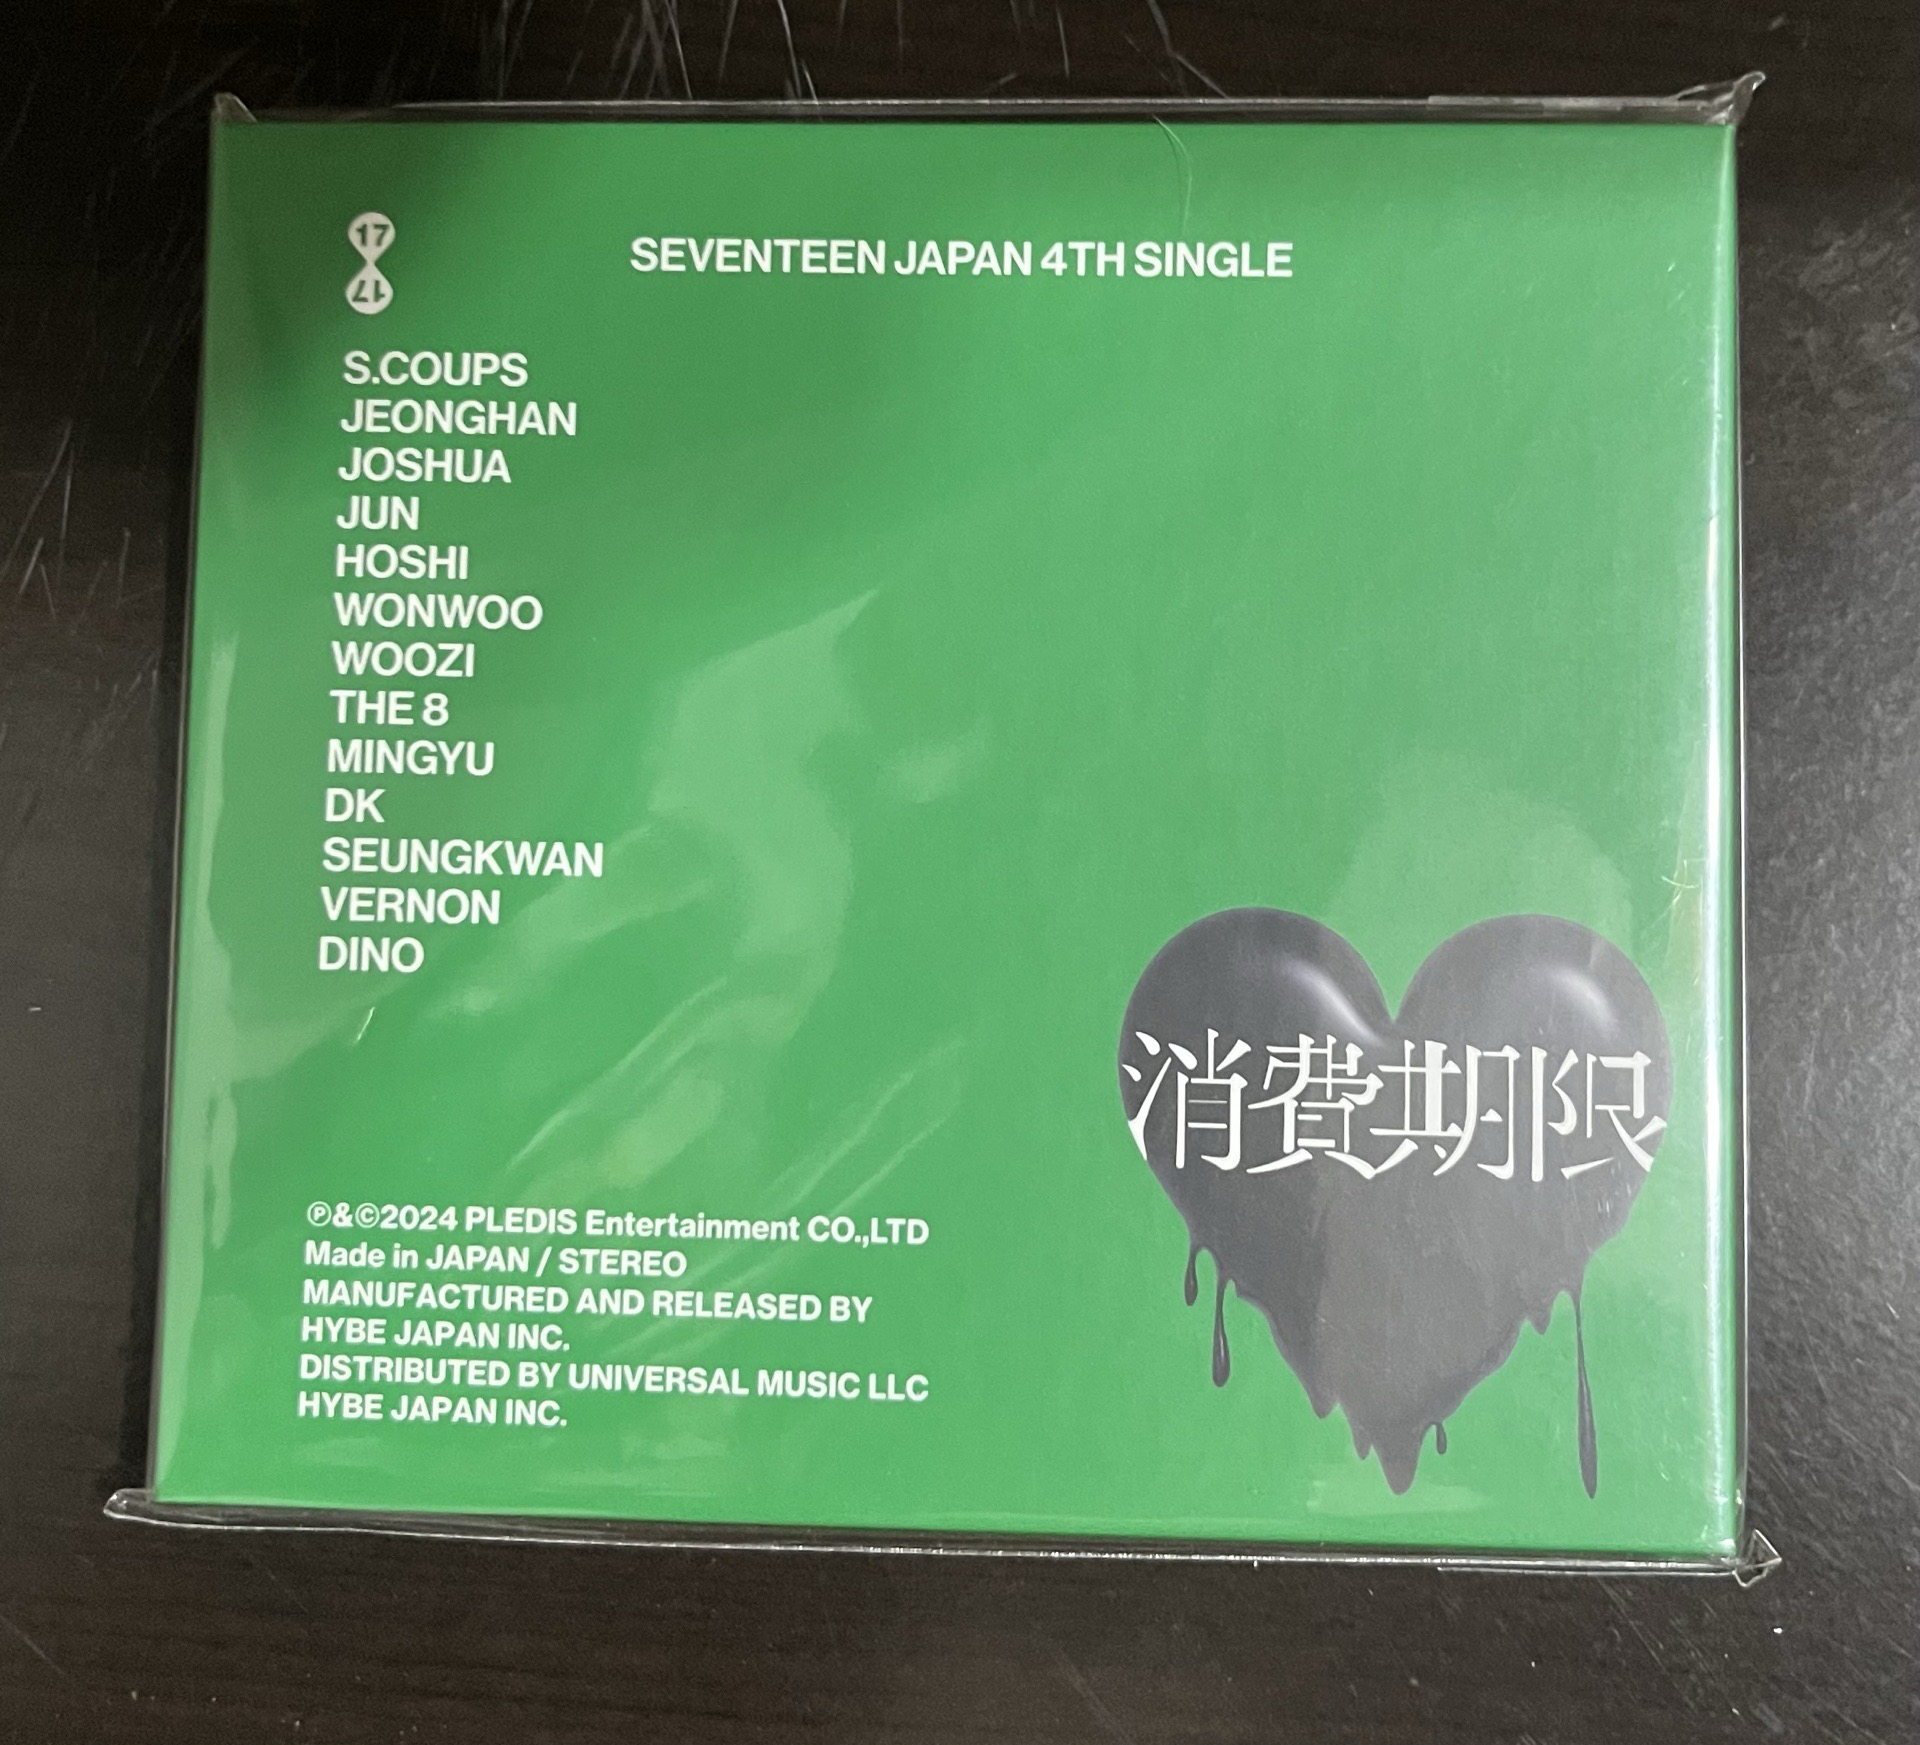 17
17
SEVENTEEN JAPAN 4TH SINGLE
S.COUPS
JEONGHAN
JOSHUA
JUN
HOSHI
WONWOO
WOOZI
THE 8
MINGYU
DK
SEUNGKWAN
VERNON
DINO
消費期限
℗&©2024 PLEDIS Entertainment CO.,LTD
Made in JAPAN / STEREO
MANUFACTURED AND RELEASED BY
HYBE JAPAN INC.
DISTRIBUTED BY UNIVERSAL MUSIC LLC
HYBE JAPAN INC.